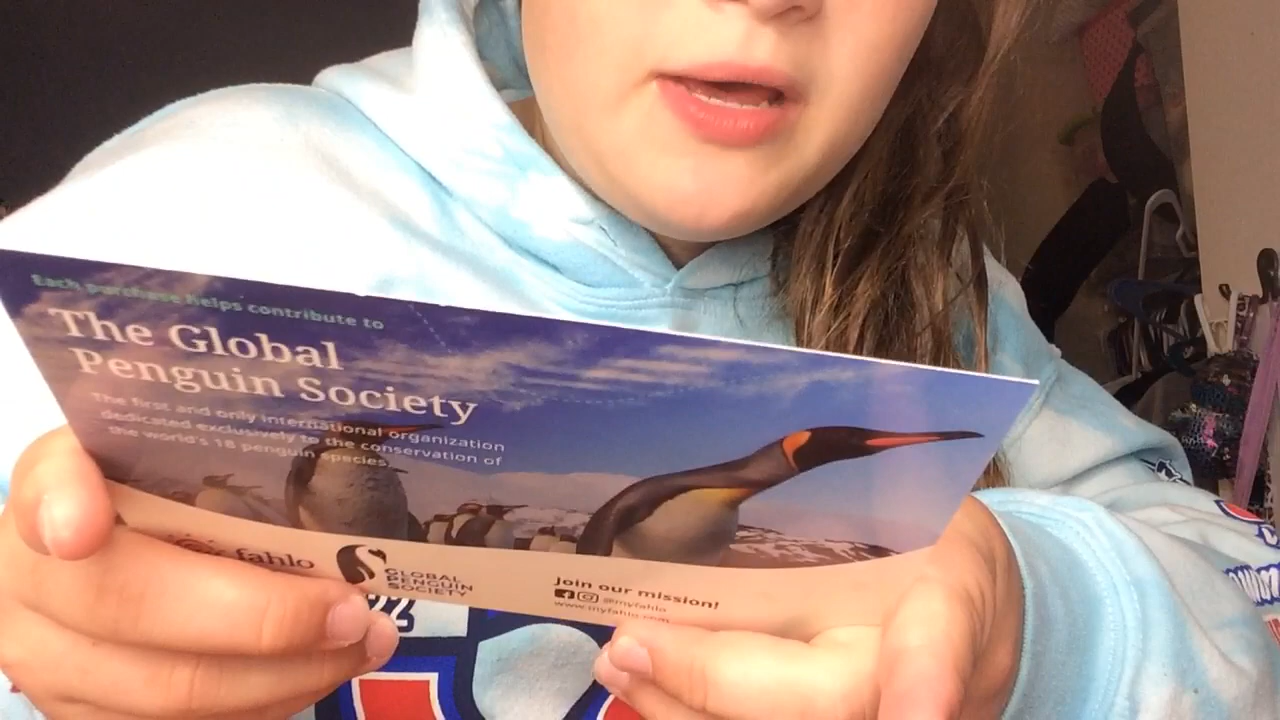 Each purchase helps contribute to
The Global
Penguin Society
The first and only international organization
dedicated exclusively to the conservation of
the world's 18 penguin species.
fahlo
GLOBAL
PENGUIN
SOCIETY
Join our mission!
@myfahlo
www.myfahlo.com